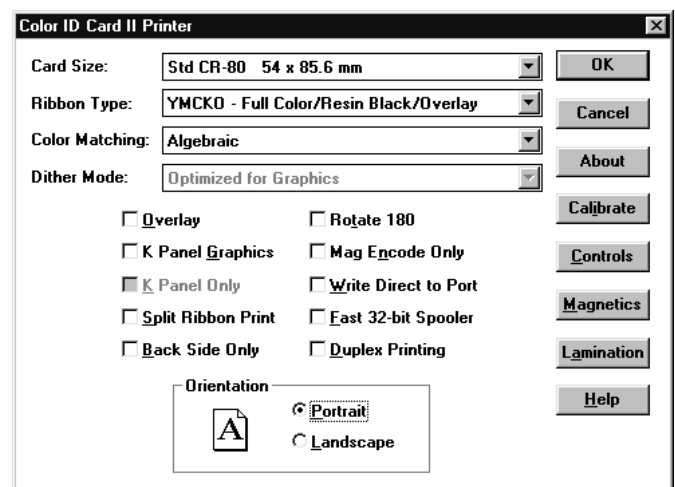 Color ID Card II Printer
Card Size: Std CR-80 54 x 85.6 mm OK
Ribbon Type: YMCKO - Full Color/Resin Black/Overlay Cancel
Color Matching: Algebraic
About
Dither Mode: Optimized for Graphics
Calibrate
Overlay Rotate 180
K Panel Graphics Mag Encode Only Controls
K Panel Only Write Direct to Port
Magnetics
Split Ribbon Print Fast 32-bit Spooler
Back Side Only Duplex Printing Lamination
Orientation
Help
A Portrait
Landscape